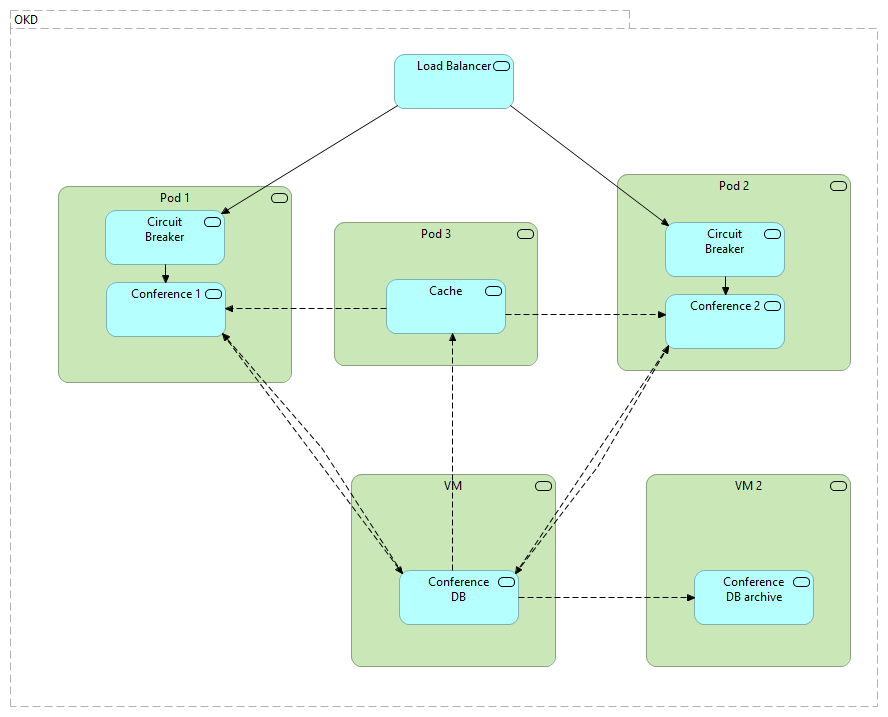 OKD
Load Balancer
Pod 1
Circuit
Breaker
Conference 1
Pod 3
Cache
Pod 2
Circuit
Breaker
Conference 2
VM
Conference
DB
VM 2
Conference
DB archive